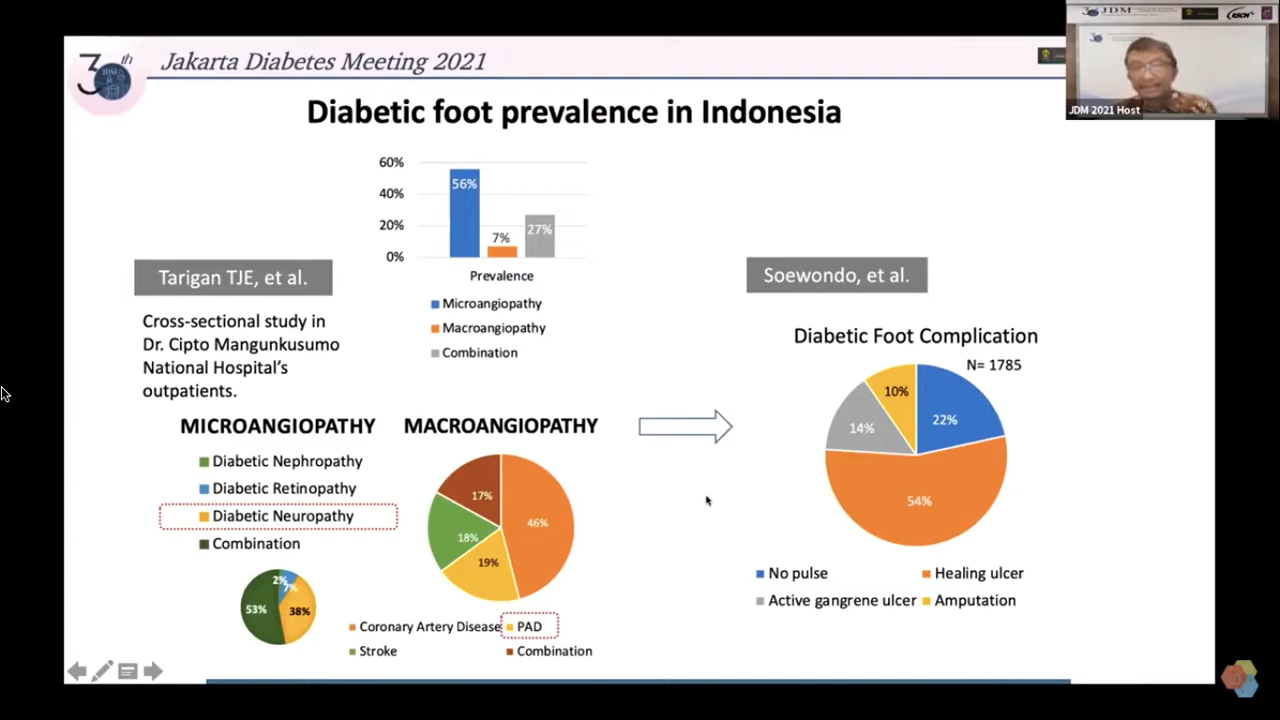 30th
JDM
RSCM
JDM 2021 Host
Jakarta Diabetes Meeting 2021
Diabetic foot prevalence in Indonesia
60%
40%
20%
0%
56%
7%
27%
Prevalence
Microangiopathy
Macroangiopathy
Combination
Tarigan TJE, et al.
Cross-sectional study in
Dr. Cipto Mangunkusumo
National Hospital's
outpatients.
MICROANGIOPATHY
Diabetic Nephropathy
Diabetic Retinopathy
Diabetic Neuropathy
Combination
2%
7%
53%
38%
MACROANGIOPATHY
17%
46%
18%
19%
Coronary Artery Disease PAD
Stroke Combination
Soewondo, et al.
Diabetic Foot Complication
N= 1785
10%
22%
14%
54%
No pulse Healing ulcer
Active gangrene ulcer Amputation